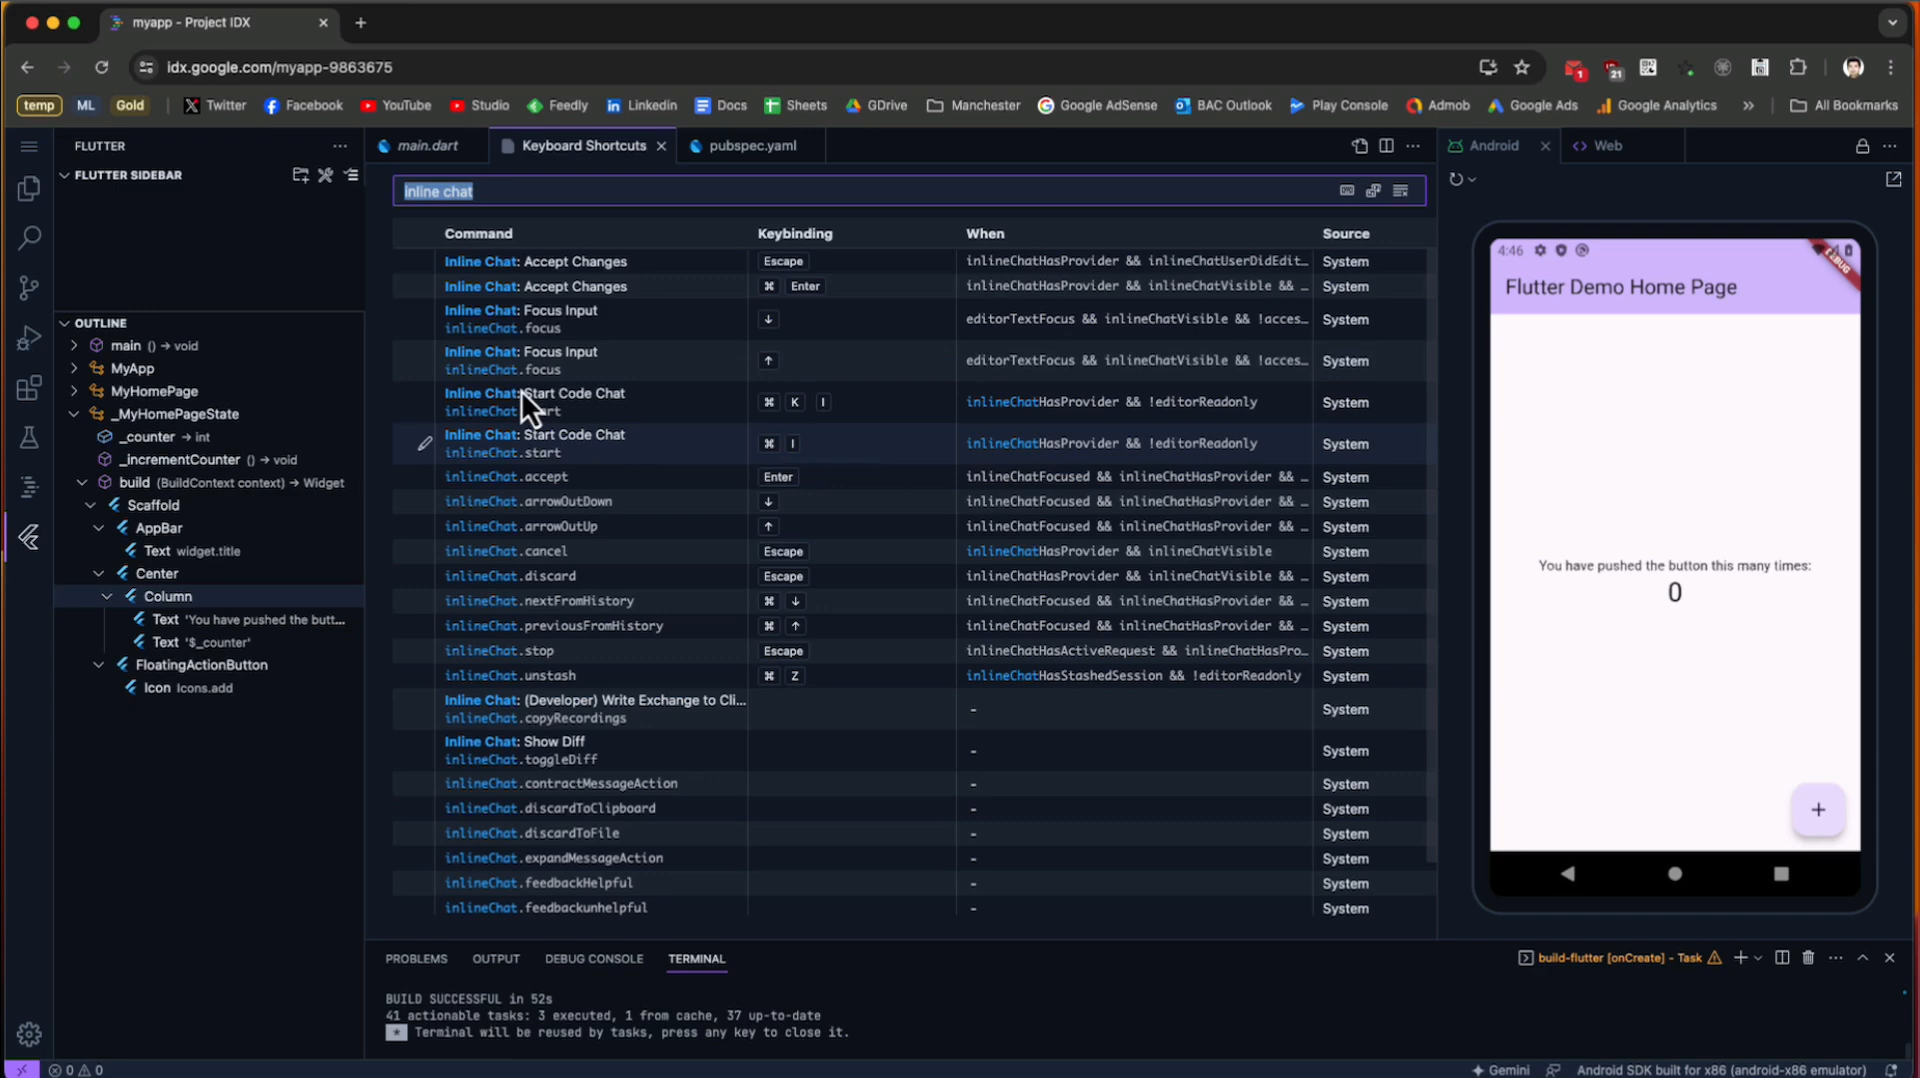 myapp - Project IDX
idx.google.com/myapp-9863675
1
21
temp ML Gold Twitter Facebook YouTube Studio Feedly Linkedin Docs Sheets GDrive Manchester Google AdSense BAC Outlook Play Console Admob Google Ads Google Analytics » All Bookmarks
FLUTTER
FLUTTER SIDEBAR
OUTLINE
main () → void
MyApp
MyHomePage
_MyHomePageState
_counter → int
_incrementCounter () → void
build (BuildContext context) → Widget
Scaffold
AppBar
Text widget.title
Center
Column
Text 'You have pushed the butt...
Text '$_counter'
FloatingActionButton
Icon Icons.add
main.dart Keyboard Shortcuts pubspec.yaml
inline chat
Command Keybinding When Source
Inline Chat: Accept Changes Escape inlineChatHasProvider && inlineChatUserDidEdit… System
Inline Chat: Accept Changes ⌘ Enter inlineChatHasProvider && inlineChatVisible && … System
Inline Chat: Focus Input
inlineChat.focus ↓ editorTextFocus && inlineChatVisible && !acces… System
Inline Chat: Focus Input
inlineChat.focus ↑ editorTextFocus && inlineChatVisible && !acces… System
Inline Chat: Start Code Chat
⌘ K I inlineChatHasProvider && !editorReadonly System
Inline Chat: Start Code Chat
inlineChat.start ⌘ I inlineChatHasProvider && !editorReadonly System
inlineChat.accept Enter inlineChatFocused && inlineChatHasProvider && … System
inlineChat.arrowOutDown ↓ inlineChatFocused && inlineChatHasProvider && … System
inlineChat.arrowOutUp ↑ inlineChatFocused && inlineChatHasProvider && … System
inlineChat.cancel Escape inlineChatHasProvider && inlineChatVisible System
inlineChat.discard Escape inlineChatHasProvider && inlineChatVisible && … System
inlineChat.nextFromHistory ⌘ ↓ inlineChatFocused && inlineChatHasProvider && … System
inlineChat.previousFromHistory ⌘ ↑ inlineChatFocused && inlineChatHasProvider && … System
inlineChat.stop Escape inlineChatHasActiveRequest && inlineChatHasPro… System
inlineChat.unstash ⌘ Z inlineChatHasStashedSession && !editorReadonly System
Inline Chat: (Developer) Write Exchange to Cli...
inlineChat.copyRecordings – System
Inline Chat: Show Diff
inlineChat.toggleDiff – System
inlineChat.contractMessageAction – System
inlineChat.discardToClipboard – System
inlineChat.discardToFile – System
inlineChat.expandMessageAction – System
inlineChat.feedbackHelpful – System
inlineChat.feedbackunhelpful – System
Android Web
4:46
DEBUG
Flutter Demo Home Page
You have pushed the button this many times:
0
PROBLEMS OUTPUT DEBUG CONSOLE TERMINAL
build-flutter [onCreate] - Task
BUILD SUCCESSFUL in 52s
41 actionable tasks: 3 executed, 1 from cache, 37 up-to-date
* Terminal will be reused by tasks, press any key to close it.
0 0
Gemini Android SDK built for x86 (android-x86 emulator)